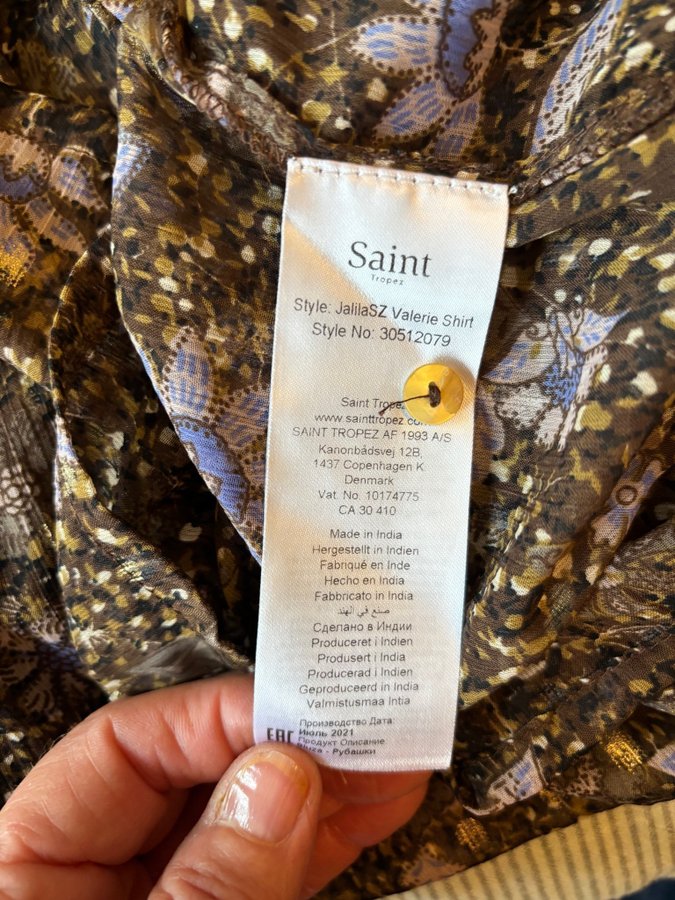 Saint
Tropez
Style: JalilaSZ Valerie Shirt
Style No: 30512079
Saint Tropez
www.sainttropez.com
SAINT TROPEZ AF 1993 A/S
Kanonbådsvej 12B,
1437 Copenhagen K
Denmark
Vat. No. 10174775
CA 30 410
Made in India
Hergestellt in Indien
Fabriqué en Inde
Hecho en India
Fabbricato in India
صنع في الهند
Сделано в Индии
Produceret i Indien
Produsert i India
Producerad i Indien
Geproduceerd in India
Valmistusmaa Intia
Производство Дата:
Июль 2021
EAC Продукт Описание
- Рубашки